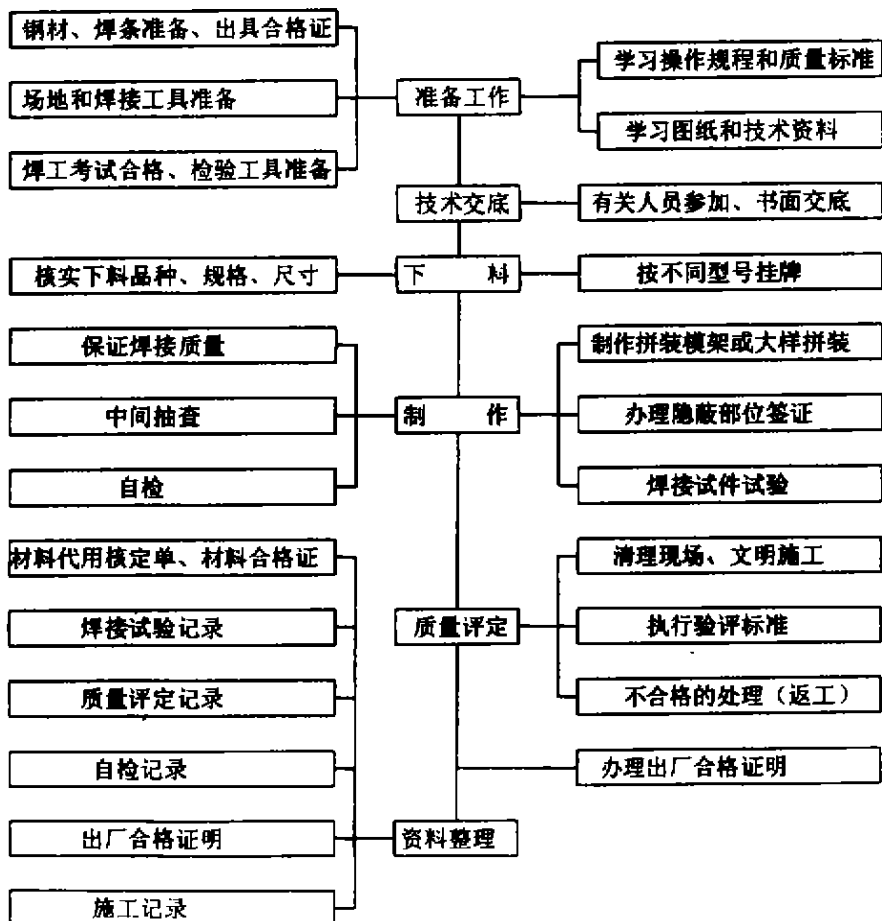 钢材、焊条准备、出具合格证
学习操作规程和质量标准
场地和焊接工具准备
准备工作
学习图纸和技术资料
焊工考试合格、检验工具准备
技术交底
有关人员参加、书面交底
核实下料品种、规格、尺寸
下 料
按不同型号挂牌
保证焊接质量
制作拼装模架或大样拼装
中间抽查
制 作
办理隐蔽部位签证
自检
焊接试件试验
材料代用核定单、材料合格证
清理现场、文明施工
焊接试验记录
质量评定
执行验评标准
质量评定记录
不合格的处理（返工）
自检记录
办理出厂合格证明
出厂合格证明
资料整理
施工记录